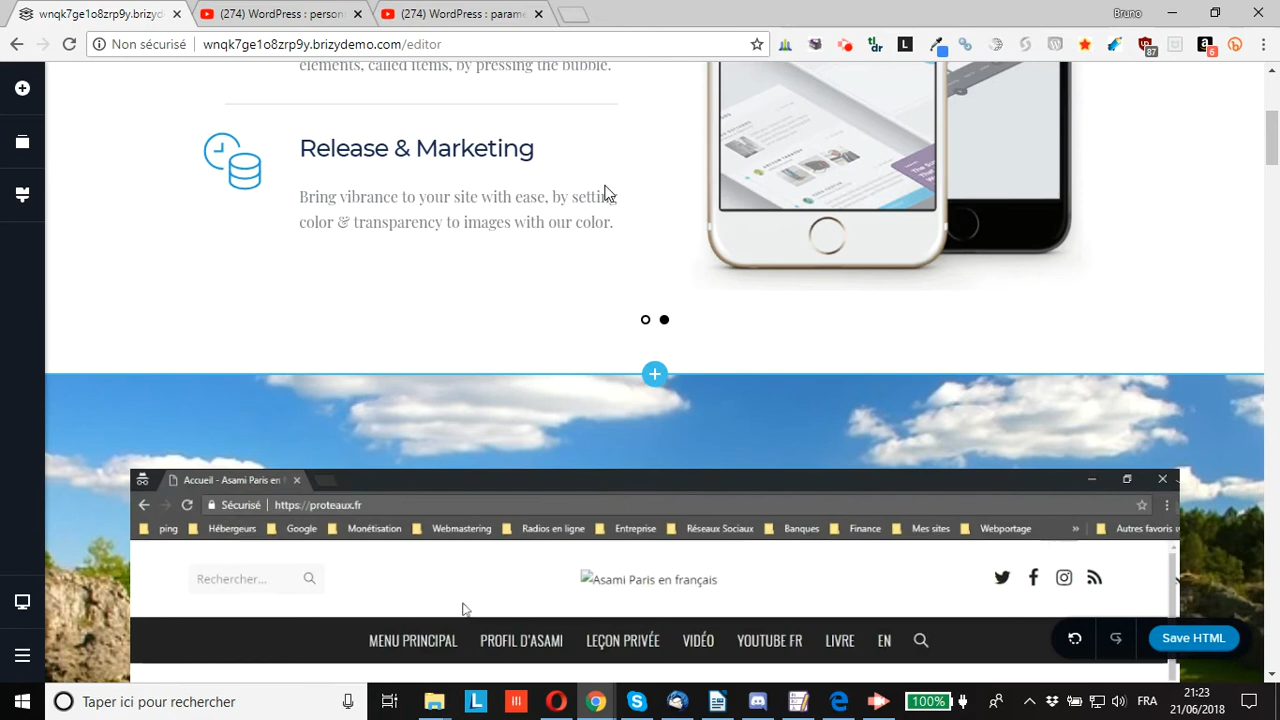 wnqk7ge1o8zrp9y.brizyd
(274) WordPress : person
(274) WordPress : parame
Bruno
Non sécurisé
wnqk7ge1o8zrp9y.brizydemo.com/editor
tldr
L
87
6
elements, called items, by pressing the bubble.
Release & Marketing
Bring vibrance to your site with ease, by setting
color & transparency to images with our color.
Accueil - Asami Paris en f
Sécurisé
https://proteaux.fr
ping
Hébergeurs
Google
Monétisation
Webmastering
Radios en ligne
Entreprise
Réseaux Sociaux
Banques
Finance
Mes sites
Webportage
»
Autres favoris
Rechercher...
Asami Paris en français
MENU PRINCIPAL
PROFIL D'ASAMI
LEÇON PRIVÉE
VIDÉO
YOUTUBE FR
LIVRE
EN
Save HTML
Taper ici pour rechercher
L
100%
FRA
21:23
21/06/2018